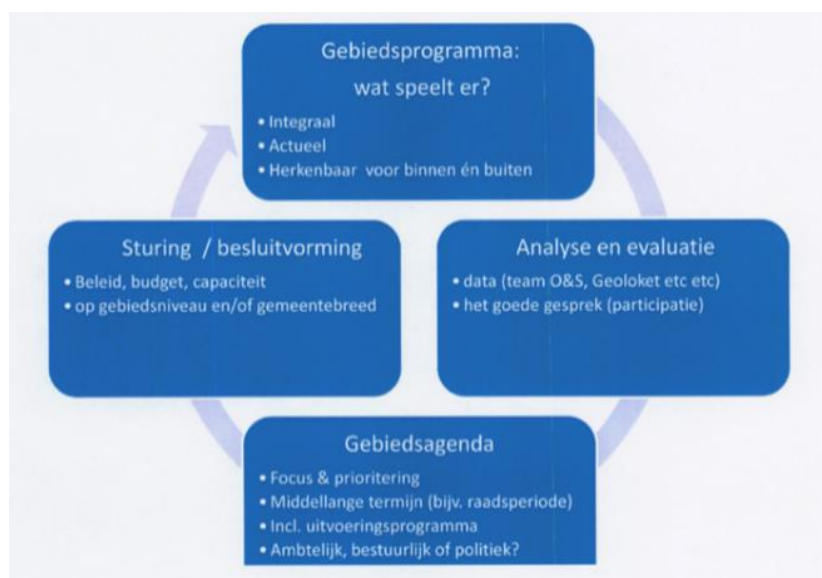 Gebiedsprogramma:
wat speelt er?
• Integraal
• Actueel
• Herkenbaar voor binnen én buiten
Sturing / besluitvorming
• Beleid, budget, capaciteit
• op gebiedsniveau en/of gemeentebreed
Analyse en evaluatie
• data (team O&S, Geoloket etc etc)
• het goede gesprek (participatie)
Gebiedsagenda
• Focus & prioritering
• Middellange termijn (bijv. raadsperiode)
• Incl. uitvoeringsprogramma
• Ambtelijk, bestuurlijk of politiek?